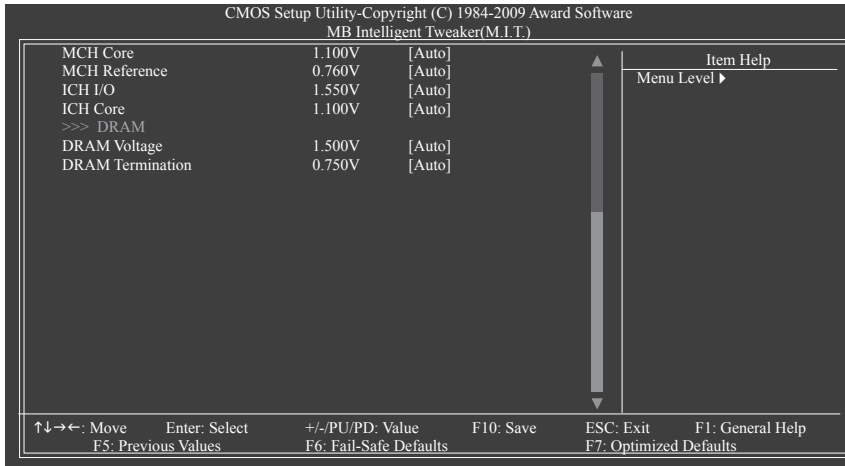 CMOS Setup Utility-Copyright (C) 1984-2009 Award Software
MB Intelligent Tweaker(M.I.T.)
MCH Core 1.100V [Auto]
MCH Reference 0.760V [Auto]
ICH I/O 1.550V [Auto]
ICH Core 1.100V [Auto]
>>> DRAM
DRAM Voltage 1.500V [Auto]
DRAM Termination 0.750V [Auto]
Item Help
Menu Level
↑↓→←: Move Enter: Select +/-/PU/PD: Value F10: Save ESC: Exit F1: General Help
F5: Previous Values F6: Fail-Safe Defaults F7: Optimized Defaults